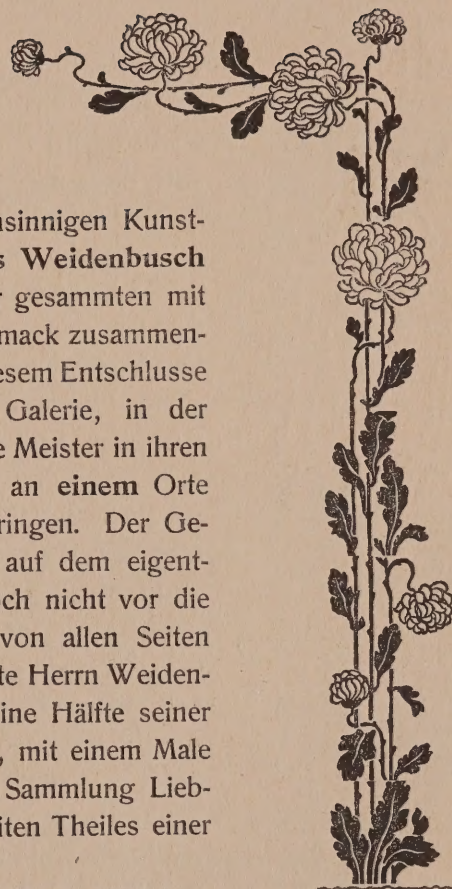 nsinnigen Kunst-
s Weidenbusch
r gesammten mit
mack zusammen-
esem Entschlusse
Galerie, in der
e Meister in ihren
an einem Orte
ringen. Der Ge-
auf dem eigent-
och nicht vor die
von allen Seiten
te Herrn Weiden-
ine Hälfte seiner
, mit einem Male
Sammlung Lieb-
iten Theiles einer